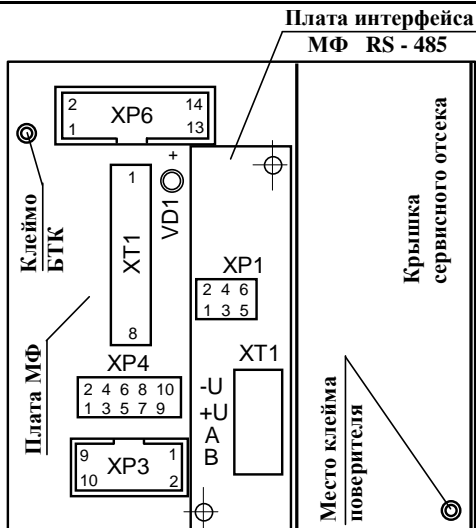 Плата интерфейса
МФ RS - 485
2 14
1 XP6 13
+
VD1
Клеймо
БТК
1
XT1
8
Плата МФ
XP1
2 4 6
1 3 5
XP4
2 4 6 8 10
1 3 5 7 9
XT1
-U
+U
A
B
9 1
10 XP3 2
Крышка
сервисного отсека
Место клейма
поверителя